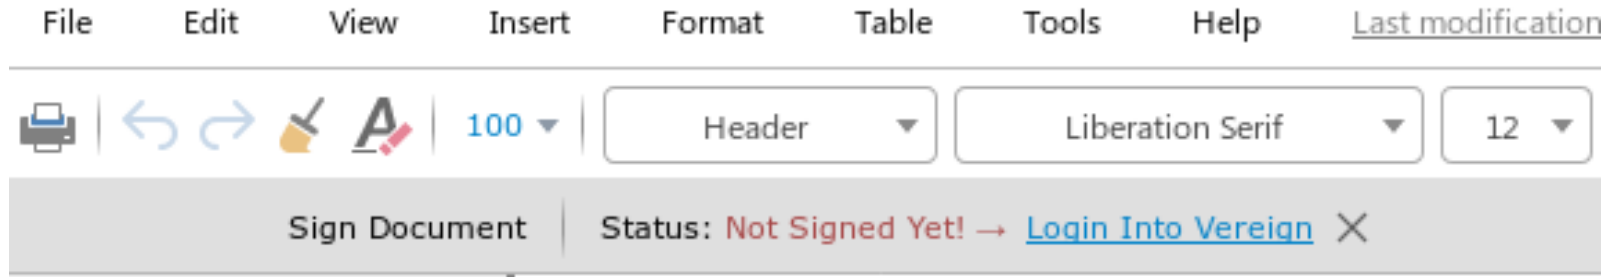 File Edit View Insert Format Table Tools Help Last modification
100 Header Liberation Serif 12
Sign Document Status: Not Signed Yet! → Login Into Vereign